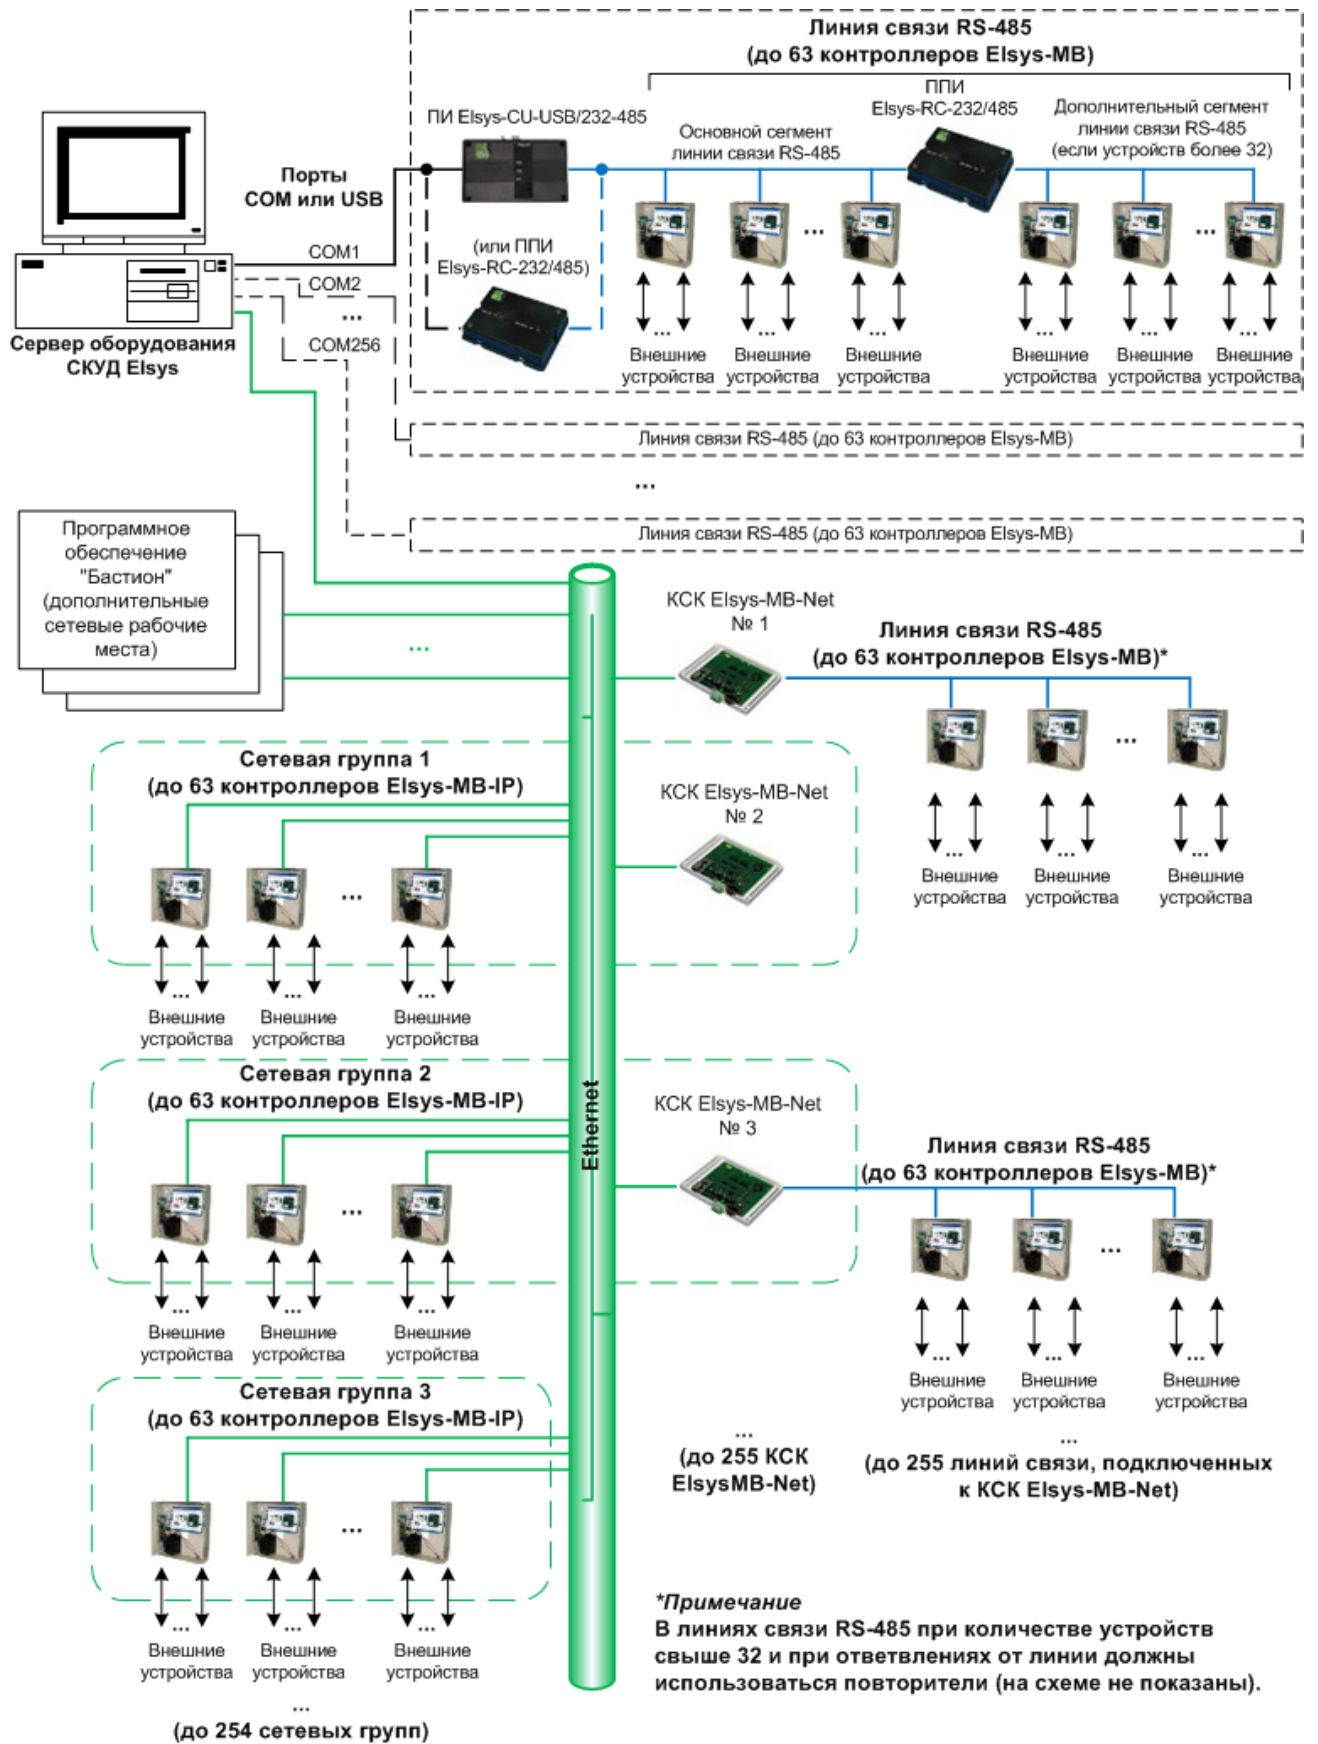 Линия связи RS-485
(до 63 контроллеров Elsys-MB)
ППИ
Elsys-RC-232/485
ПИ Elsys-CU-USB/232-485
Основной сегмент
линии связи RS-485
Дополнительный сегмент
линии связи RS-485
(если устройств более 32)
Порты
COM или USB
COM1
COM2
...
COM256
(или ППИ
Elsys-RC-232/485)
...
...
...
...
...
...
...
...
Внешние
устройства
Внешние
устройства
Внешние
устройства
Внешние
устройства
Внешние
устройства
Внешние
устройства
Сервер оборудования
СКУД Elsys
Линия связи RS-485 (до 63 контроллеров Elsys-MB)
...
Линия связи RS-485 (до 63 контроллеров Elsys-MB)
Программное
обеспечение
"Бастион"
(дополнительные
сетевые рабочие
места)
...
КСК Elsys-MB-Net
№ 1
Линия связи RS-485
(до 63 контроллеров Elsys-MB)*
...
...
...
...
Внешние
устройства
Внешние
устройства
Внешние
устройства
Сетевая группа 1
(до 63 контроллеров Elsys-MB-IP)
КСК Elsys-MB-Net
№ 2
...
...
...
...
Внешние
устройства
Внешние
устройства
Внешние
устройства
Ethernet
Сетевая группа 2
(до 63 контроллеров Elsys-MB-IP)
КСК Elsys-MB-Net
№ 3
Линия связи RS-485
(до 63 контроллеров Elsys-MB)*
...
...
...
...
Внешние
устройства
Внешние
устройства
Внешние
устройства
...
...
...
...
Внешние
устройства
Внешние
устройства
Внешние
устройства
Сетевая группа 3
(до 63 контроллеров Elsys-MB-IP)
...
(до 255 КСК
ElsysMB-Net)
...
(до 255 линий связи, подключенных
к КСК Elsys-MB-Net)
...
...
...
...
Внешние
устройства
Внешние
устройства
Внешние
устройства
...
(до 254 сетевых групп)
*Примечание
В линиях связи RS-485 при количестве устройств
свыше 32 и при ответвлениях от линии должны
использоваться повторители (на схеме не показаны).